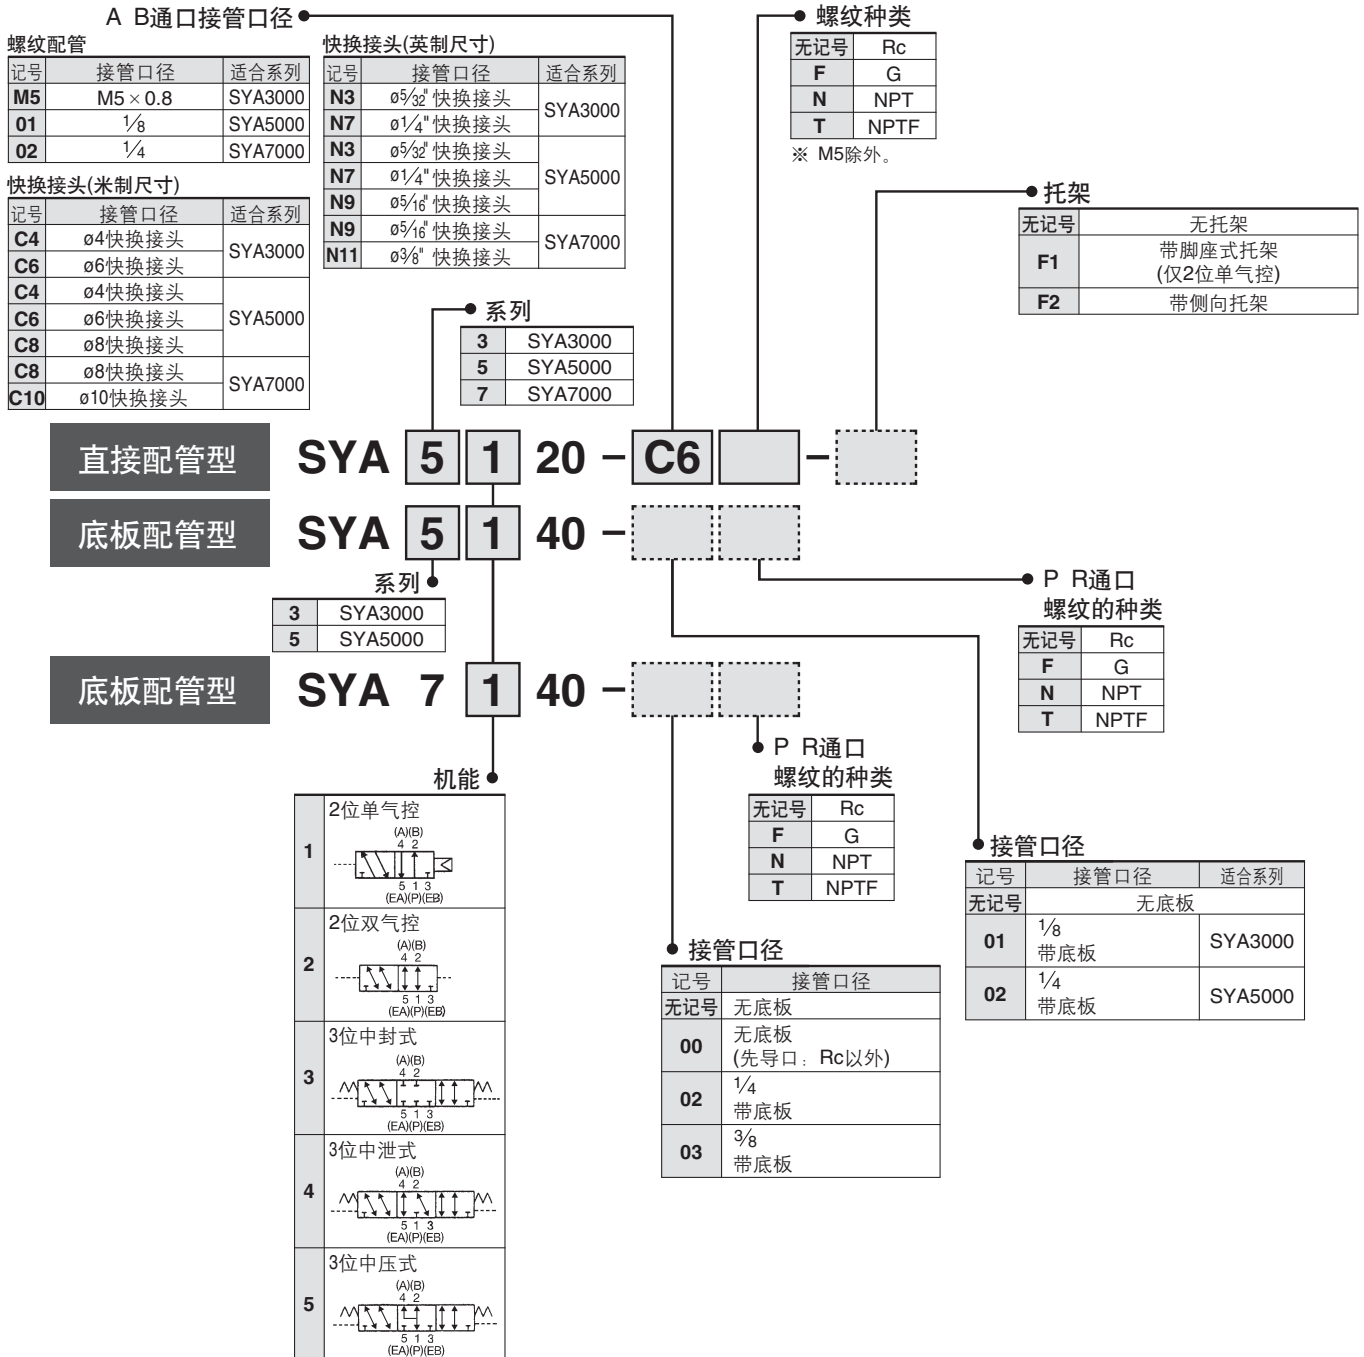 A B通口接管口径
螺纹配管
记号 接管口径 适合系列
M5 M5×0.8 SYA3000
01 1⁄8 SYA5000
02 1⁄4 SYA7000
快换接头(米制尺寸)
记号 接管口径 适合系列
C4 ø4快换接头 SYA3000
C6 ø6快换接头
C4 ø4快换接头
C6 ø6快换接头 SYA5000
C8 ø8快换接头
C8 ø8快换接头 SYA7000
C10 ø10快换接头
快换接头(英制尺寸)
记号 接管口径 适合系列
N3 ø5⁄32"快换接头 SYA3000
N7 ø1⁄4"快换接头
N3 ø5⁄32"快换接头
N7 ø1⁄4"快换接头 SYA5000
N9 ø5⁄16"快换接头
N9 ø5⁄16"快换接头 SYA7000
N11 ø3⁄8" 快换接头
螺纹种类
无记号 Rc
F G
N NPT
T NPTF
※ M5除外。
托架
无记号 无托架
F1 带脚座式托架
(仅2位单气控)
F2 带侧向托架
系列
3 SYA3000
5 SYA5000
7 SYA7000
直接配管型 SYA 5 1 20 - C6 -
底板配管型 SYA 5 1 40 -
系列
3 SYA3000
5 SYA5000
P R通口
螺纹的种类
无记号 Rc
F G
N NPT
T NPTF
底板配管型 SYA 7 1 40 -
P R通口
螺纹的种类
无记号 Rc
F G
N NPT
T NPTF
机能
1 2位单气控
(A)(B)
4 2
5 1 3
(EA)(P)(EB)
2 2位双气控
(A)(B)
4 2
5 1 3
(EA)(P)(EB)
3 3位中封式
(A)(B)
4 2
5 1 3
(EA)(P)(EB)
4 3位中泄式
(A)(B)
4 2
5 1 3
(EA)(P)(EB)
5 3位中压式
(A)(B)
4 2
5 1 3
(EA)(P)(EB)
接管口径
记号 接管口径
无记号 无底板
00 无底板
(先导口：Rc以外)
02 1⁄4
带底板
03 3⁄8
带底板
接管口径
记号 接管口径 适合系列
无记号 无底板
01 1⁄8
带底板 SYA3000
02 1⁄4
带底板 SYA5000